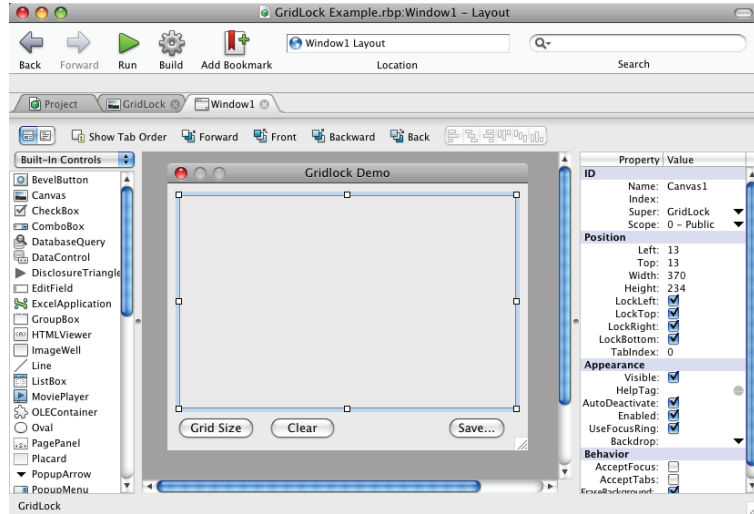 GridLock Example.rbp:Window1 – Layout
Window1 Layout
Back Forward Run Build Add Bookmark Location Search
Project GridLock Window1
Show Tab Order Forward Front Backward Back
Built-In Controls
BevelButton
Canvas
CheckBox
ComboBox
DatabaseQuery
DataControl
DisclosureTriangle
EditField
ExcelApplication
GroupBox
HTMLViewer
ImageWell
Line
ListBox
MoviePlayer
OLEContainer
Oval
PagePanel
Placard
PopupArrow
PopupMenu
Gridlock Demo
Grid Size Clear Save...
Property Value
ID
Name: Canvas1
Index:
Super: GridLock
Scope: 0 – Public
Position
Left: 13
Top: 13
Width: 370
Height: 234
LockLeft:
LockTop:
LockRight:
LockBottom:
TabIndex: 0
Appearance
Visible:
HelpTag:
AutoDeactivate:
Enabled:
UseFocusRing:
Backdrop:
Behavior
AcceptFocus:
AcceptTabs:
EraseBackground:
GridLock